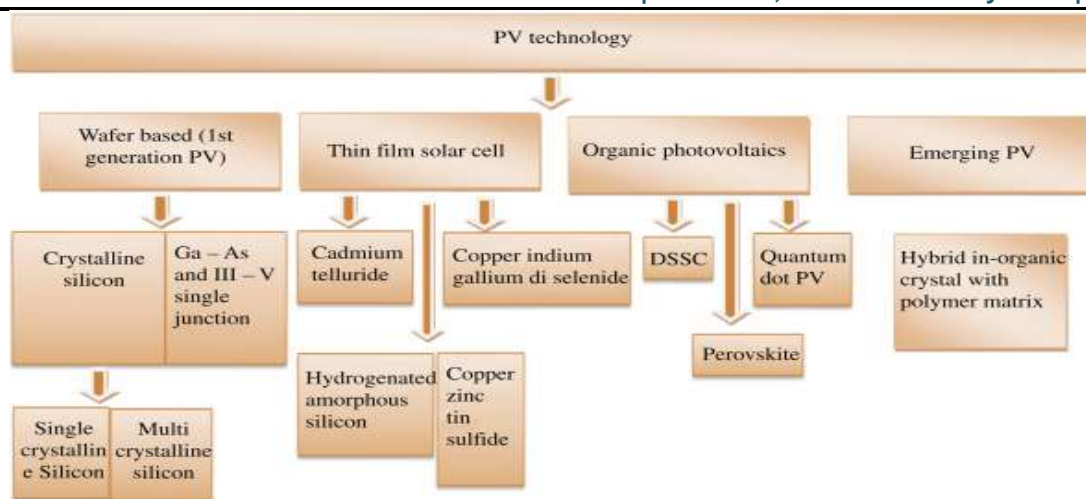 PV technology
Wafer based (1st
generation PV)
Thin film solar cell
Organic photovoltaics
Emerging PV
Crystalline
silicon
Ga – As
and III – V
single
junction
Cadmium
telluride
Copper indium
gallium di selenide
DSSC
Quantum
dot PV
Hybrid in-organic
crystal with
polymer matrix
Hydrogenated
amorphous
silicon
Copper
zinc
tin
sulfide
Perovskite
Single
crystallin
e Silicon
Multi
crystalline
silicon